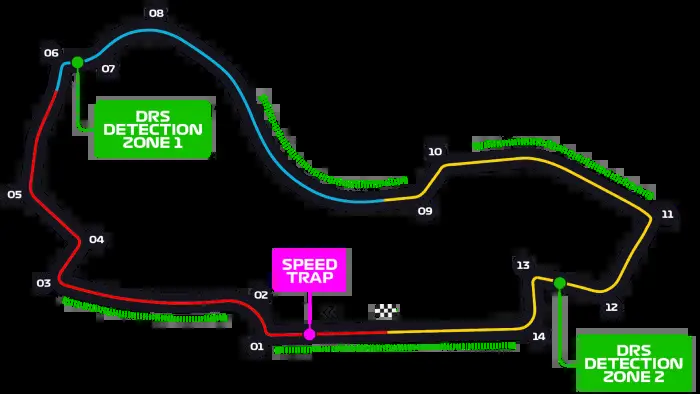 08
06
07
DRS
DETECTION
ZONE 1
10
05
09
11
04
13
SPEED
TRAP
03
02
12
01
14
DRS
DETECTION
ZONE 2